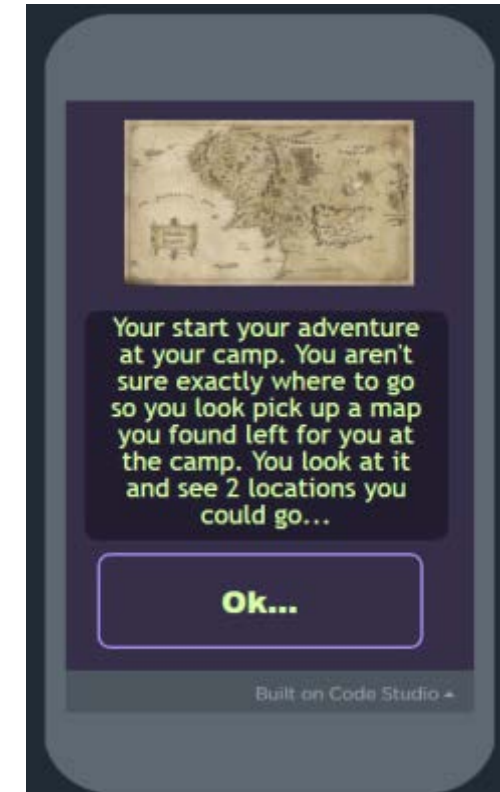 Your start your adventure
at your camp. You aren't
sure exactly where to go
so you look pick up a map
you found left for you at
the camp. You look at it
and see 2 locations you
could go...
Ok...
Built on Code Studio